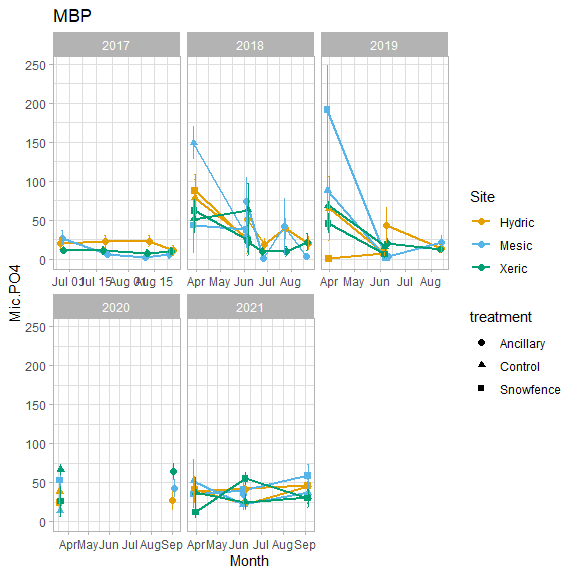 MBP
2017 2018 2019
250
200
150
100
50
0
Jul 01 Jul 15 Aug 01 Aug 15
Apr May Jun Jul Aug
Apr May Jun Jul Aug
2020 2021
250
200
150
100
50
0
Apr May Jun Jul Aug Sep
Apr May Jun Jul Aug Sep
Month
Mic.PO4
Site
Hydric
Mesic
Xeric
treatment
Ancillary
Control
Snowfence